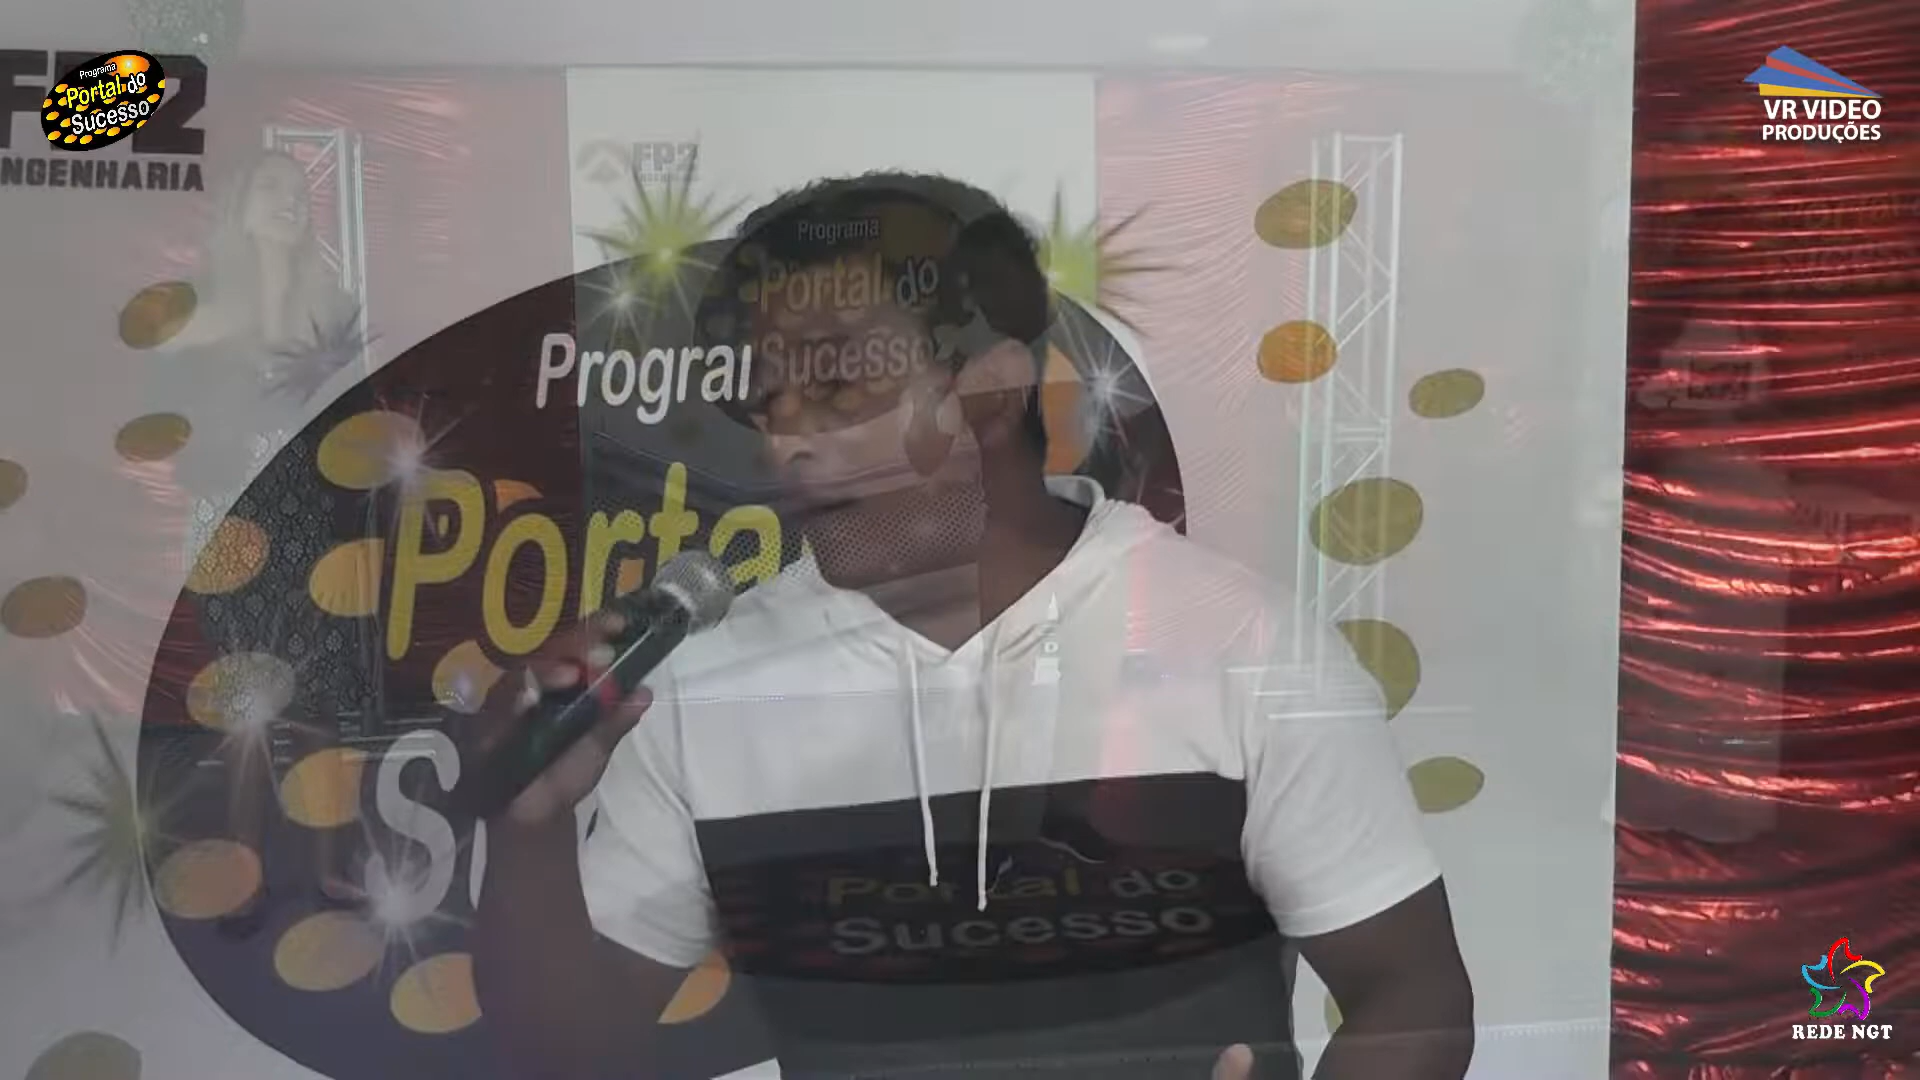 FP2
ENGENHARIA
Programa
Portal do
Sucesso
VR VIDEO
PRODUÇÕES
FP2
Programa
Portal do
Sucesso
Prograr
Porta
S
Portal do
Sucesso
REDE NGT